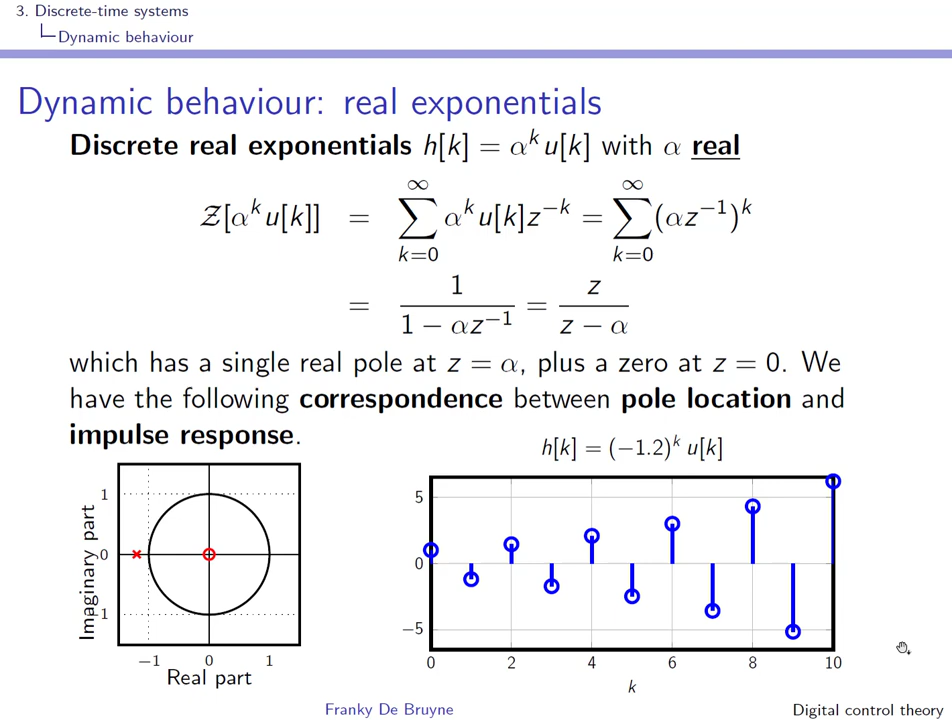 3. Discrete-time systems
Dynamic behaviour
Dynamic behaviour: real exponentials
Discrete real exponentials h[k] = α^k u[k] with α real
Z[α^k u[k]] = ∑_{k=0}^{∞} α^k u[k]z^{−k} = ∑_{k=0}^{∞} (αz^{−1})^k
= 1/(1 − αz^{−1}) = z/(z − α)
which has a single real pole at z = α, plus a zero at z = 0. We
have the following correspondence between pole location and
impulse response.
h[k] = (−1.2)^k u[k]
Imaginary part
1
0
−1
−1 0 1
Real part
5
0
−5
0 2 4 6 8 10
k
Franky De Bruyne
Digital control theory